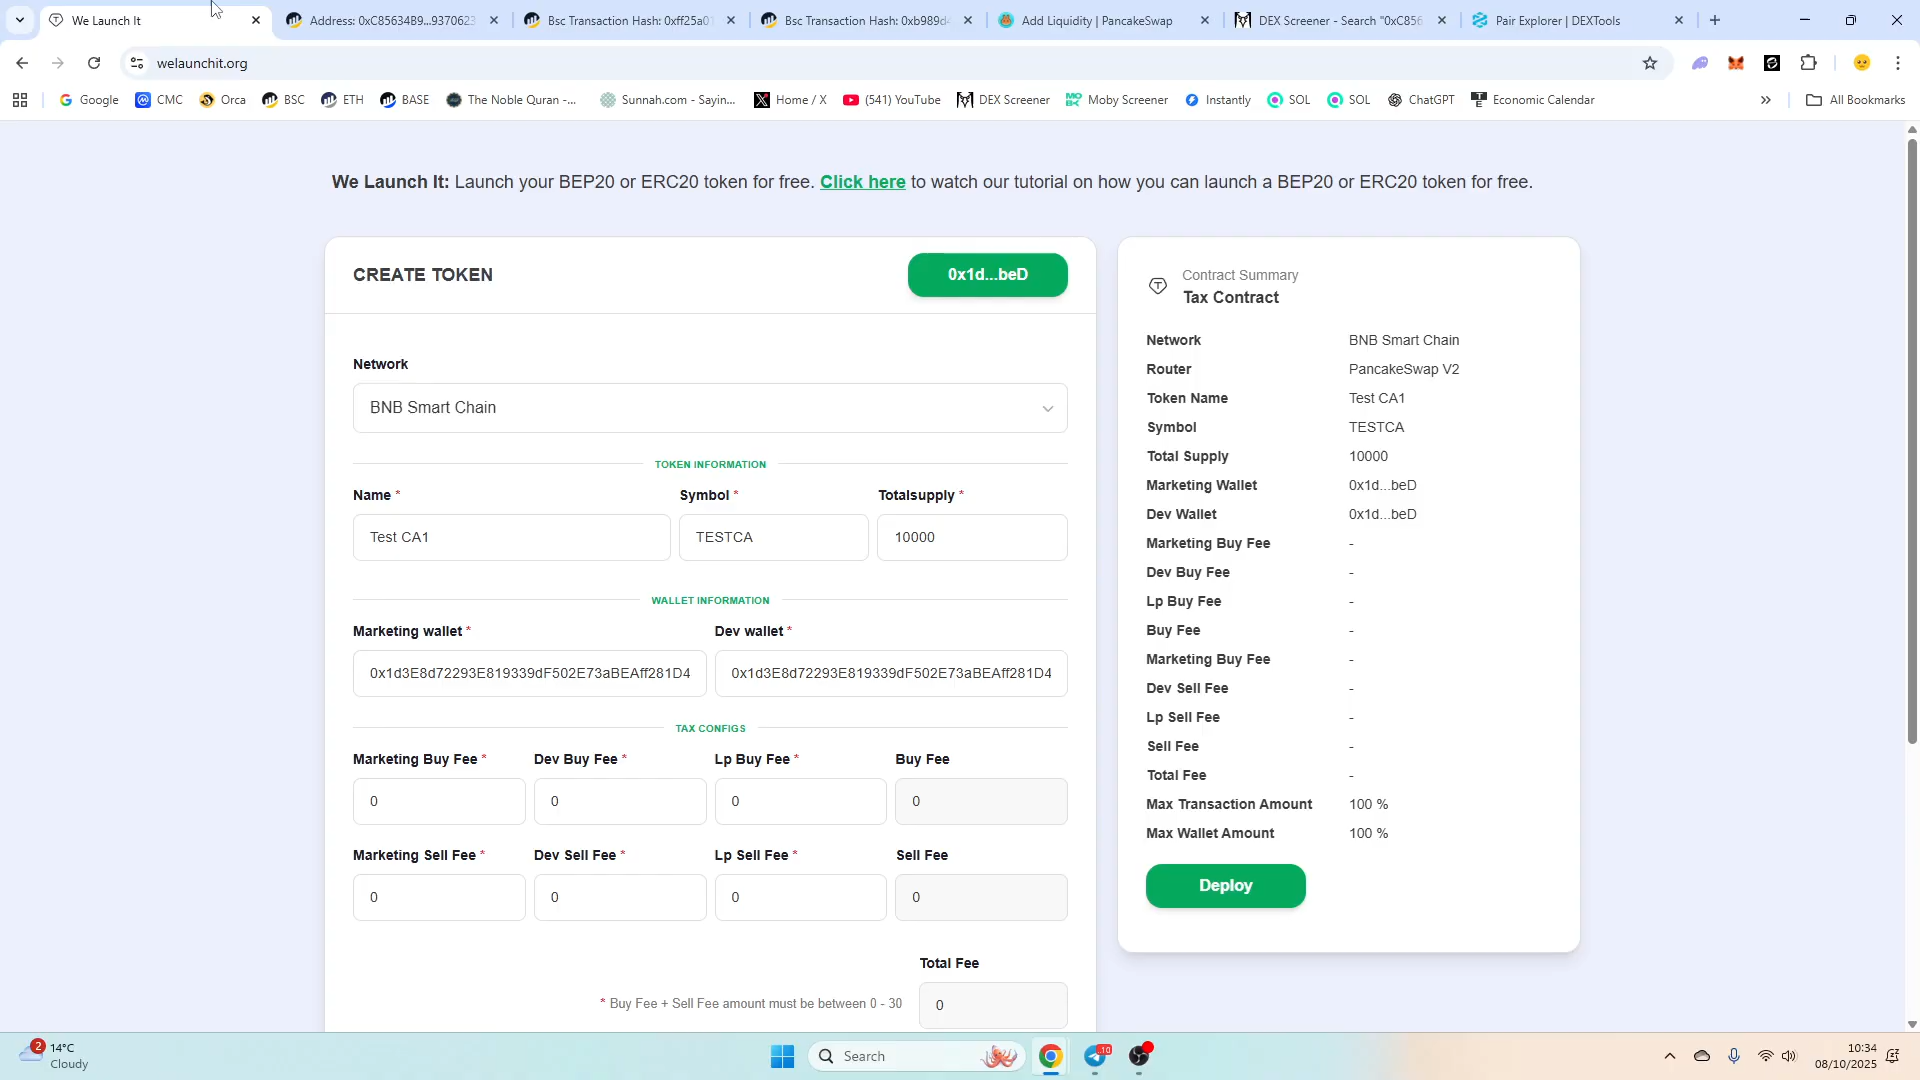 We Launch It
Address: 0xC85634B9...9370623
Bsc Transaction Hash: 0xff25a01
Bsc Transaction Hash: 0xb989d
Add Liquidity | PancakeSwap
DEX Screener - Search "0xC856
Pair Explorer | DEXTools
welaunchit.org
Google
CMC
Orca
BSC
ETH
BASE
The Noble Quran -...
Sunnah.com - Sayin...
Home / X
(541) YouTube
DEX Screener
Moby Screener
Instantly
SOL
SOL
ChatGPT
Economic Calendar
All Bookmarks
We Launch It: Launch your BEP20 or ERC20 token for free. Click here to watch our tutorial on how you can launch a BEP20 or ERC20 token for free.
CREATE TOKEN
0x1d...beD
Network
BNB Smart Chain
TOKEN INFORMATION
Name * Symbol * Totalsupply *
Test CA1 TESTCA 10000
WALLET INFORMATION
Marketing wallet * Dev wallet *
0x1d3E8d72293E819339dF502E73aBEAff281D4 0x1d3E8d72293E819339dF502E73aBEAff281D4
TAX CONFIGS
Marketing Buy Fee * Dev Buy Fee * Lp Buy Fee * Buy Fee
0 0 0 0
Marketing Sell Fee * Dev Sell Fee * Lp Sell Fee * Sell Fee
0 0 0 0
Total Fee
* Buy Fee + Sell Fee amount must be between 0 - 30 0
Contract Summary
Tax Contract
Network BNB Smart Chain
Router PancakeSwap V2
Token Name Test CA1
Symbol TESTCA
Total Supply 10000
Marketing Wallet 0x1d...beD
Dev Wallet 0x1d...beD
Marketing Buy Fee -
Dev Buy Fee -
Lp Buy Fee -
Buy Fee -
Marketing Buy Fee -
Dev Sell Fee -
Lp Sell Fee -
Sell Fee -
Total Fee -
Max Transaction Amount 100 %
Max Wallet Amount 100 %
Deploy
2
14°C
Cloudy
Search
10
10:34
08/10/2025